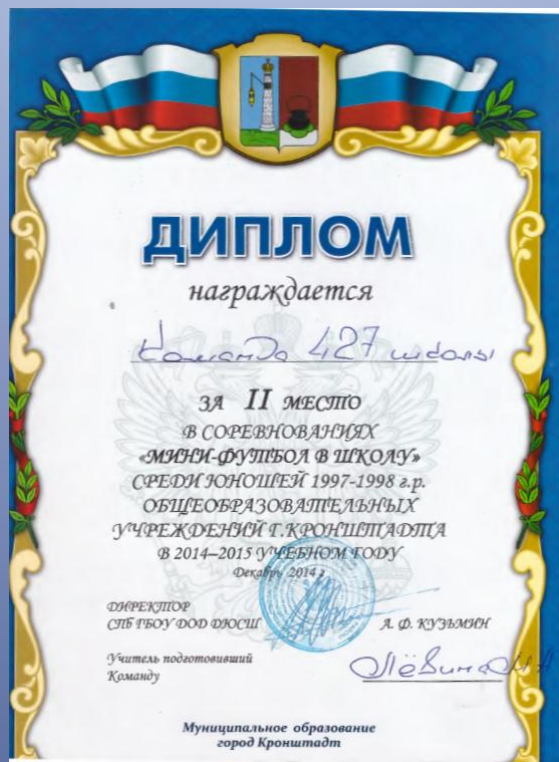 ДИПЛОМ
награждается
Команда 427 школы
ЗА II МЕСТО
В СОРЕВНОВАНИЯХ
«МИНИ-ФУТБОЛ В ШКОЛУ»
СРЕДИ ЮНОШЕЙ 1997-1998 г.р.
ОБЩЕОБРАЗОВАТЕЛЬНЫХ
УЧРЕЖДЕНИЙ Г.КРОНШТАДТА
В 2014–2015 УЧЕБНОМ ГОДУ
Декабрь 2014 г
ДИРЕКТОР
СПБ ГБОУ ДОД ДЮСШ А. Ф. КУЗЬМИН
Учитель подготовивший
Команду Лёвина М.А
Муниципальное образование
город Кронштадт